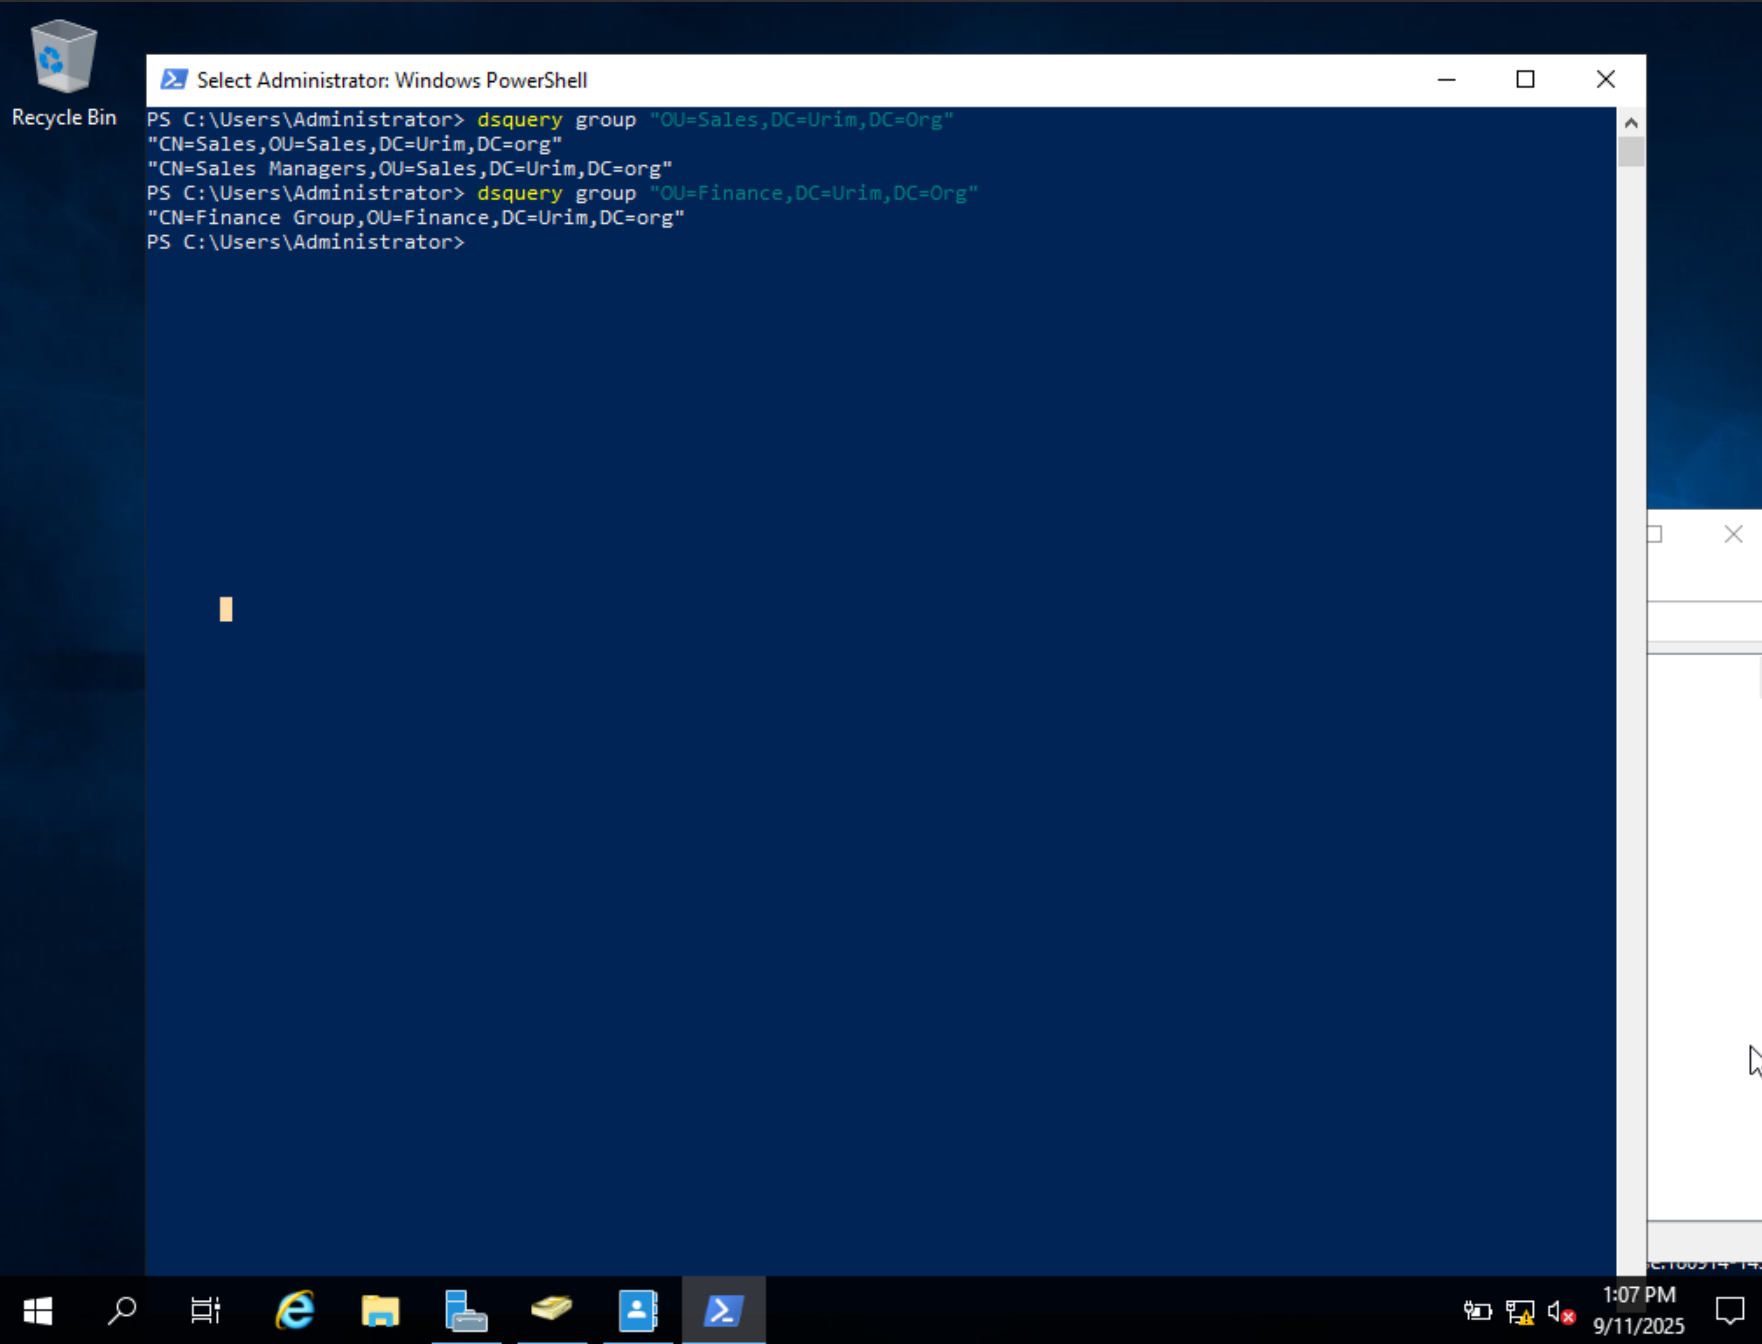 Recycle Bin
Select Administrator: Windows PowerShell
PS C:\Users\Administrator> dsquery group "OU=Sales,DC=Urim,DC=Org"
"CN=Sales,OU=Sales,DC=Urim,DC=org"
"CN=Sales Managers,OU=Sales,DC=Urim,DC=org"
PS C:\Users\Administrator> dsquery group "OU=Finance,DC=Urim,DC=Org"
"CN=Finance Group,OU=Finance,DC=Urim,DC=org"
PS C:\Users\Administrator>
1:07 PM
9/11/2025